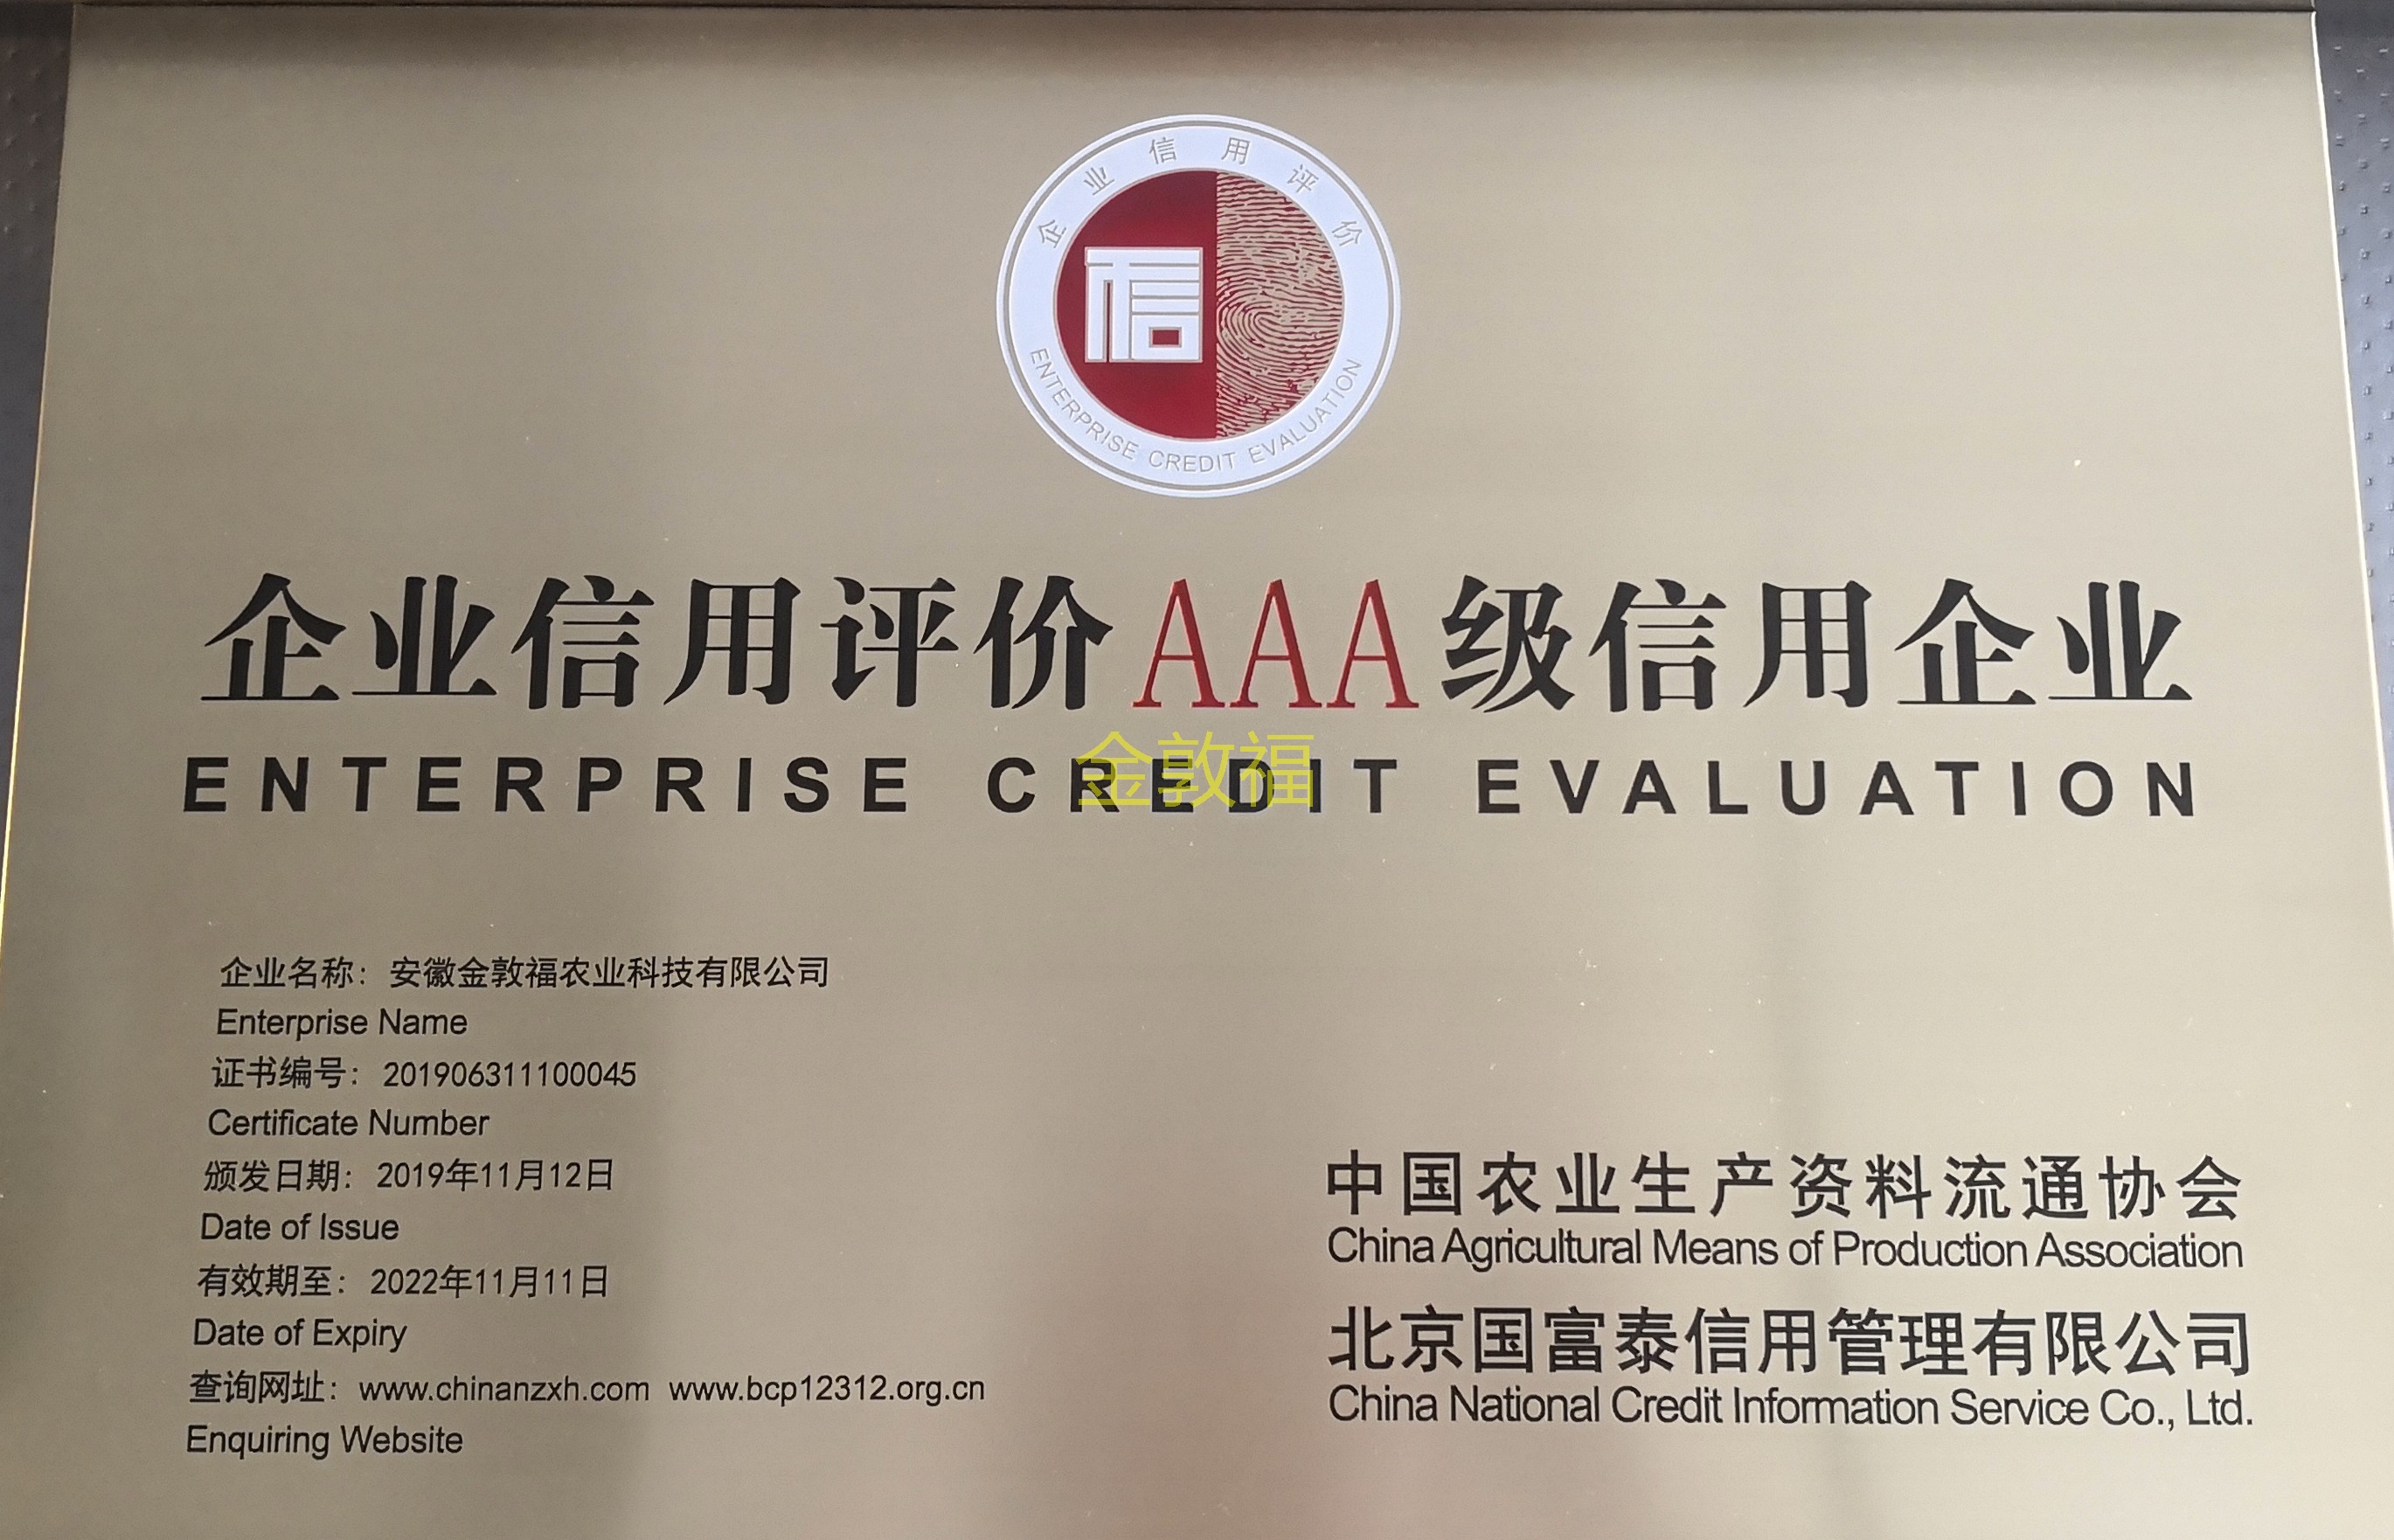 企业信用评价
信
ENTERPRISE CREDIT EVALUATION
企业信用评价AAA级信用企业
金敦福
ENTERPRISE CREDIT EVALUATION
企业名称：安徽金敦福农业科技有限公司
Enterprise Name
证书编号：201906311100045
Certificate Number
颁发日期：2019年11月12日
Date of Issue
有效期至：2022年11月11日
Date of Expiry
查询网址：www.chinanzxh.com www.bcp12312.org.cn
Enquiring Website
中国农业生产资料流通协会
China Agricultural Means of Production Association
北京国富泰信用管理有限公司
China National Credit Information Service Co., Ltd.